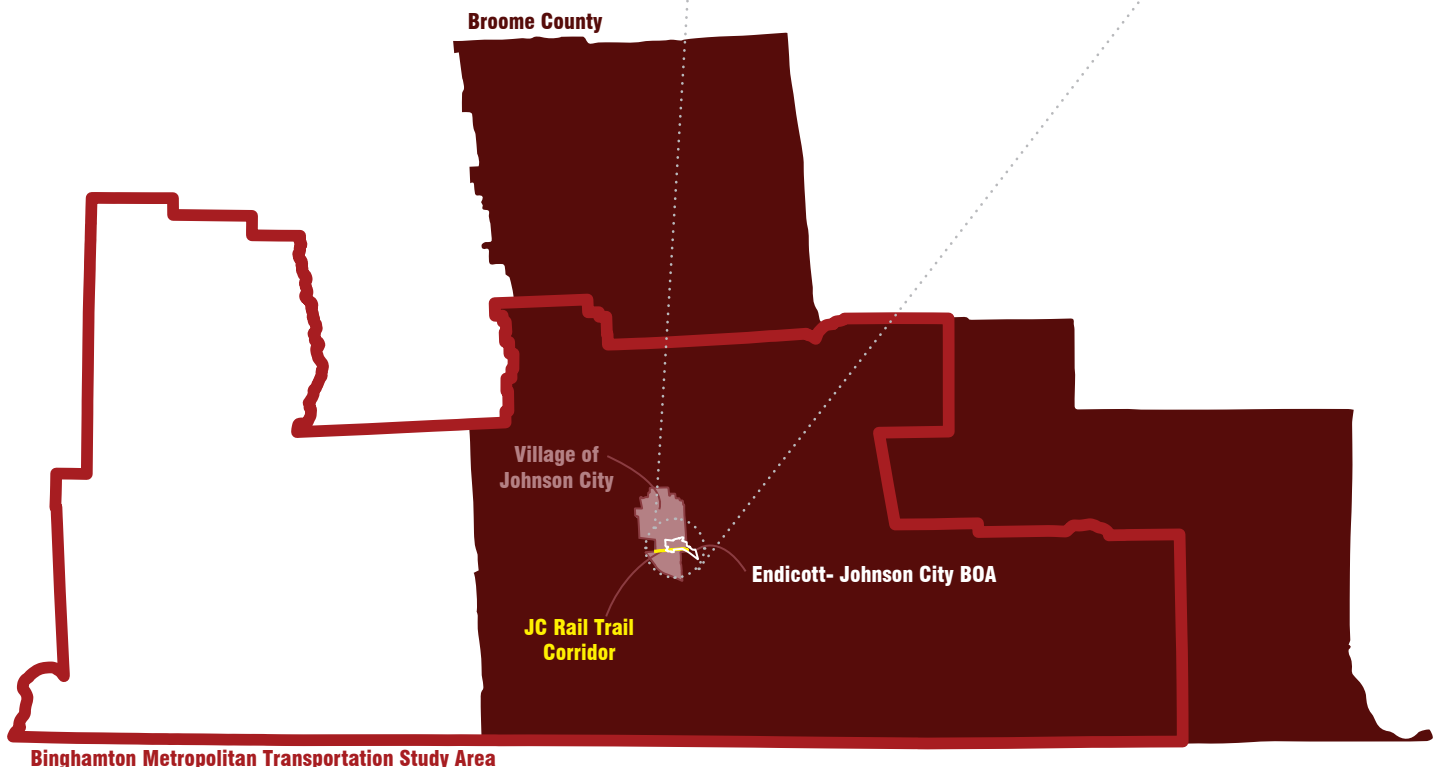 Broome County
Village of
Johnson City
Endicott- Johnson City BOA
JC Rail Trail
Corridor
Binghamton Metropolitan Transportation Study Area